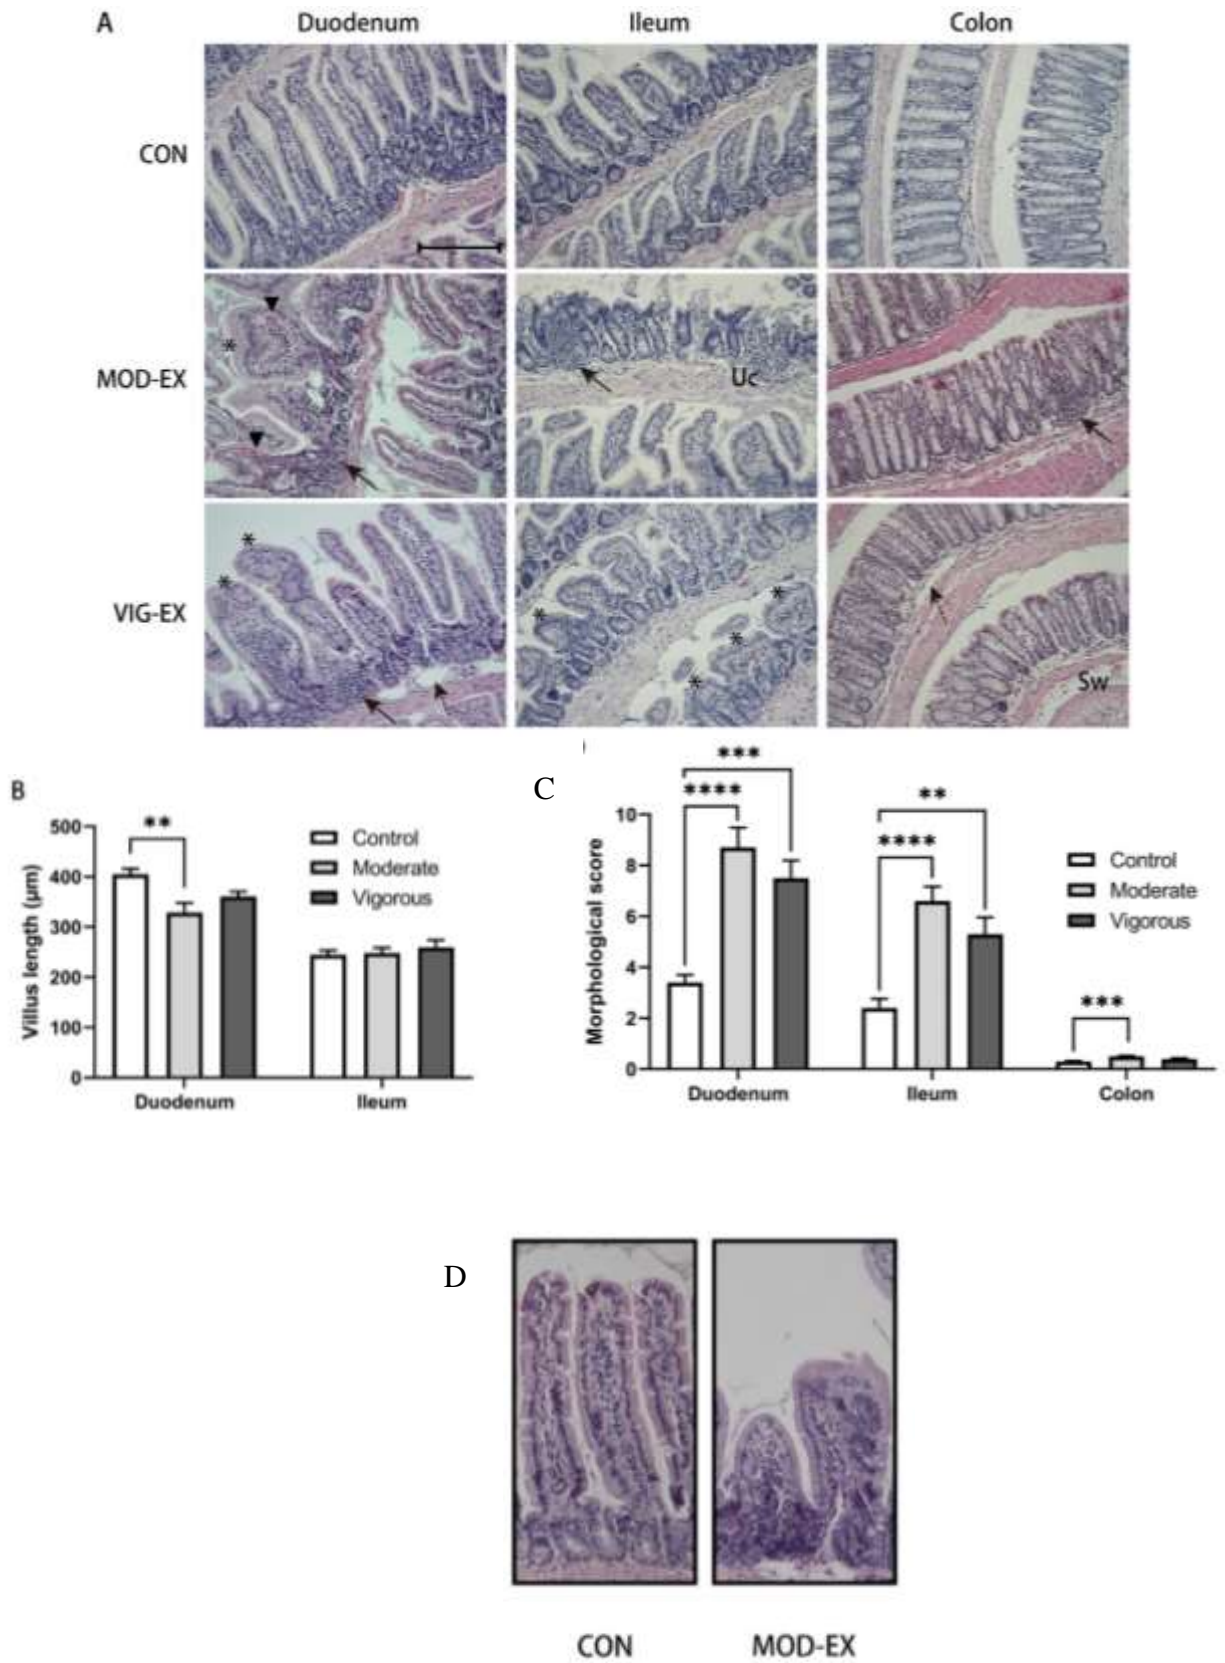 A Duodenum Ileum Colon
CON
MOD-EX
Uc
VIG-EX
Sw
B
Villus length (µm)
500
400
300
200
100
0
**
Control
Moderate
Vigorous
Duodenum Ileum
C
Morphological score
10
8
6
4
2
0
***
****
**
****
***
Control
Moderate
Vigorous
Duodenum Ileum Colon
D
CON MOD-EX